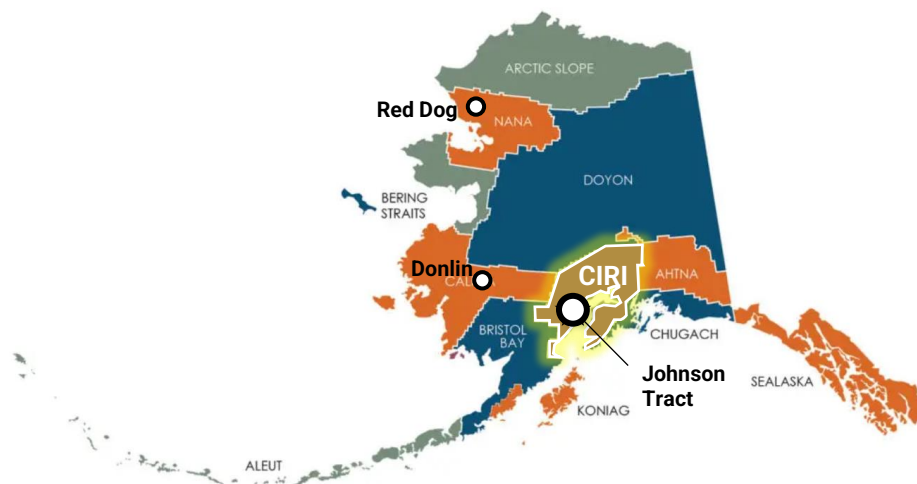 ARCTIC SLOPE
Red Dog
NANA
DOYON
BERING
STRAITS
Donlin
CIRI
AHTNA
BRISTOL
BAY
CHUGACH
Johnson
Tract
SEALASKA
KONIAG
ALEUT